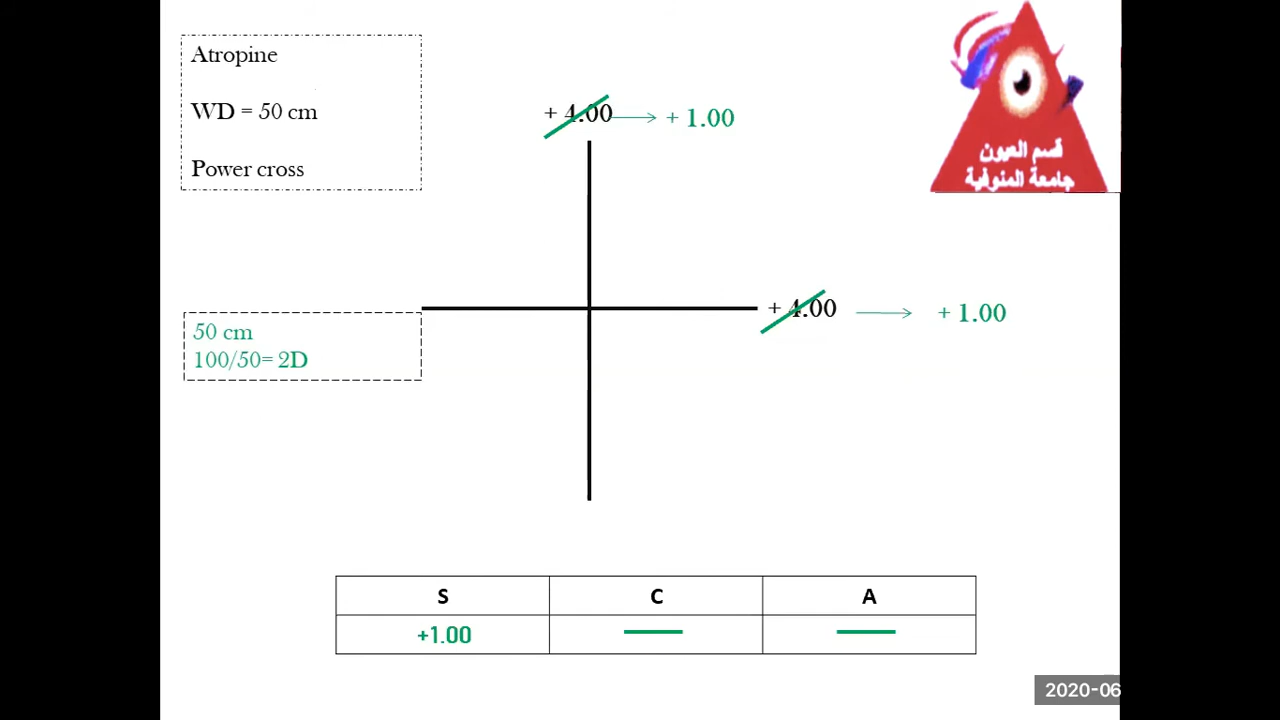 Atropine
WD = 50 cm
Power cross
+ 4.00
+ 1.00
قسم العيون
جامعة المنوفية
50 cm
100/50= 2D
+ 4.00
+ 1.00
S C A
+1.00
2020-06